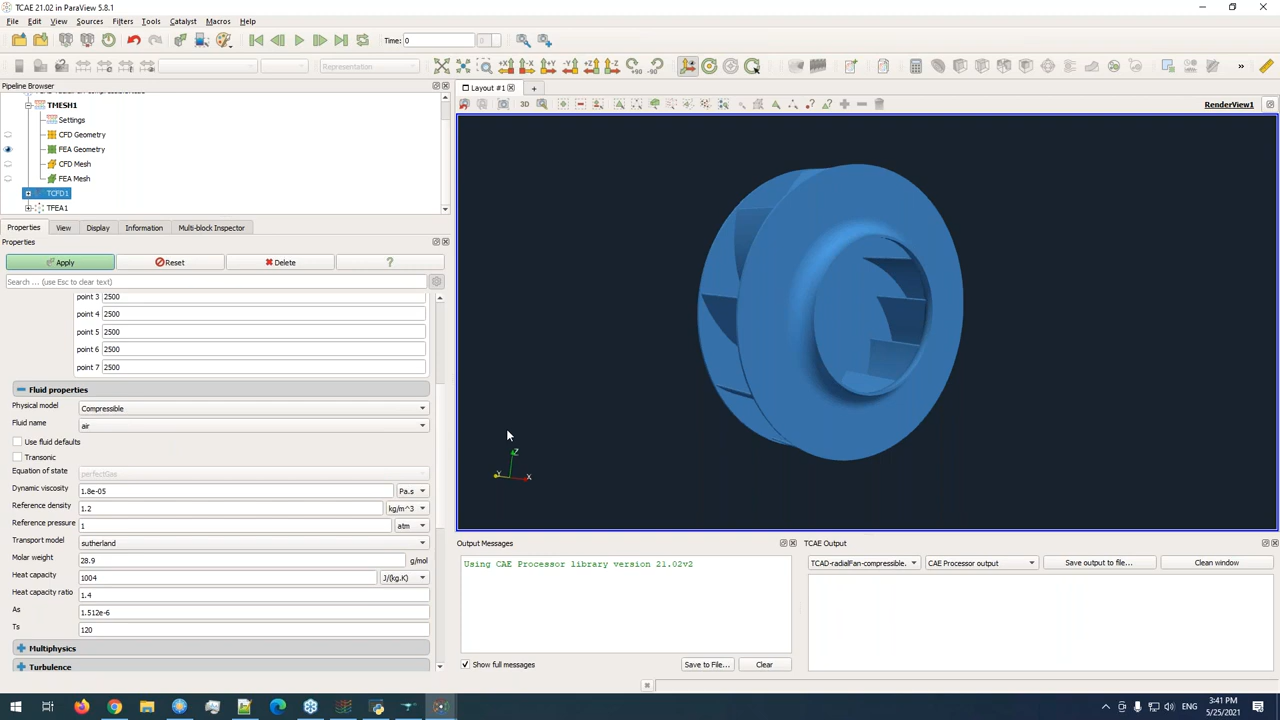 TCAE 21.02 in ParaView 5.8.1
File Edit View Sources Filters Tools Catalyst Macros Help
Time: 0
Representation
Pipeline Browser
TMESH1
Settings
CFD Geometry
FEA Geometry
CFD Mesh
FEA Mesh
TCFD1
TFEA1
Properties View Display Information Multi-block Inspector
Properties
Apply Reset Delete ?
Search ... (use Esc to clear text)
point 3 2500
point 4 2500
point 5 2500
point 6 2500
point 7 2500
Fluid properties
Physical model Compressible
Fluid name air
Use fluid defaults
Transonic
Equation of state perfectGas
Dynamic viscosity 1.8e-05 Pa.s
Reference density 1.2 kg/m^3
Reference pressure 1 atm
Transport model sutherland
Molar weight 28.9 g/mol
Heat capacity 1004 J/(kg.K)
Heat capacity ratio 1.4
As 1.512e-6
Ts 120
Multiphysics
Turbulence
Layout #1
3D
RenderView1
Z
Y
X
Output Messages
Using CAE Processor library version 21.02v2
Show full messages Save to File... Clear
TCAE Output
TCAD-radialFan-compressible. CAE Processor output Save output to file... Clean window
ENG 3:41 PM
5/25/2021